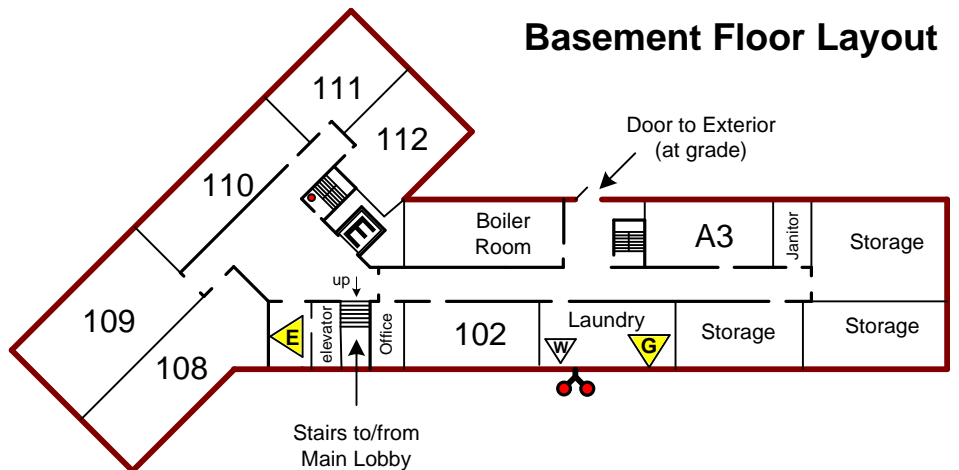 Basement Floor Layout
111
112
110
109
108
Door to Exterior
(at grade)
Boiler
Room
A3
Janitor
Storage
E
up
E
elevator
Office
102
Laundry
W
G
Storage
Storage
Stairs to/from
Main Lobby